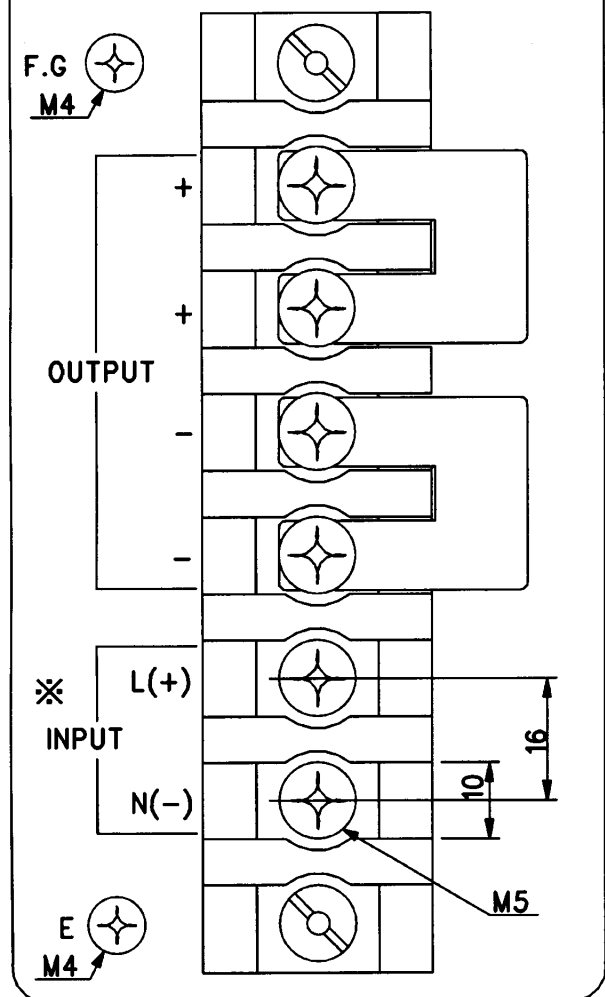 F.G
M4
+
+
OUTPUT
-
-
※
L(+)
INPUT
N(-)
16
10
M5
E
M4